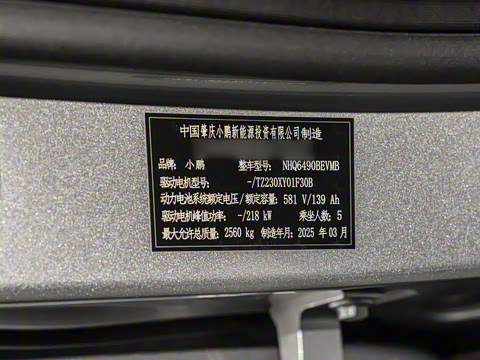 中国肇庆小鹏新能源投资有限公司制造
品牌：小鹏 整车型号：NHQ6490BEVMB
驱动电机型号：-/TZ230XY01F30B
动力电池系统额定电压/额定容量：581 V/139 Ah
驱动电机峰值功率：-/218 kW 乘坐人数：5
最大允许总质量：2560 kg 制造年月：2025 年 03 月